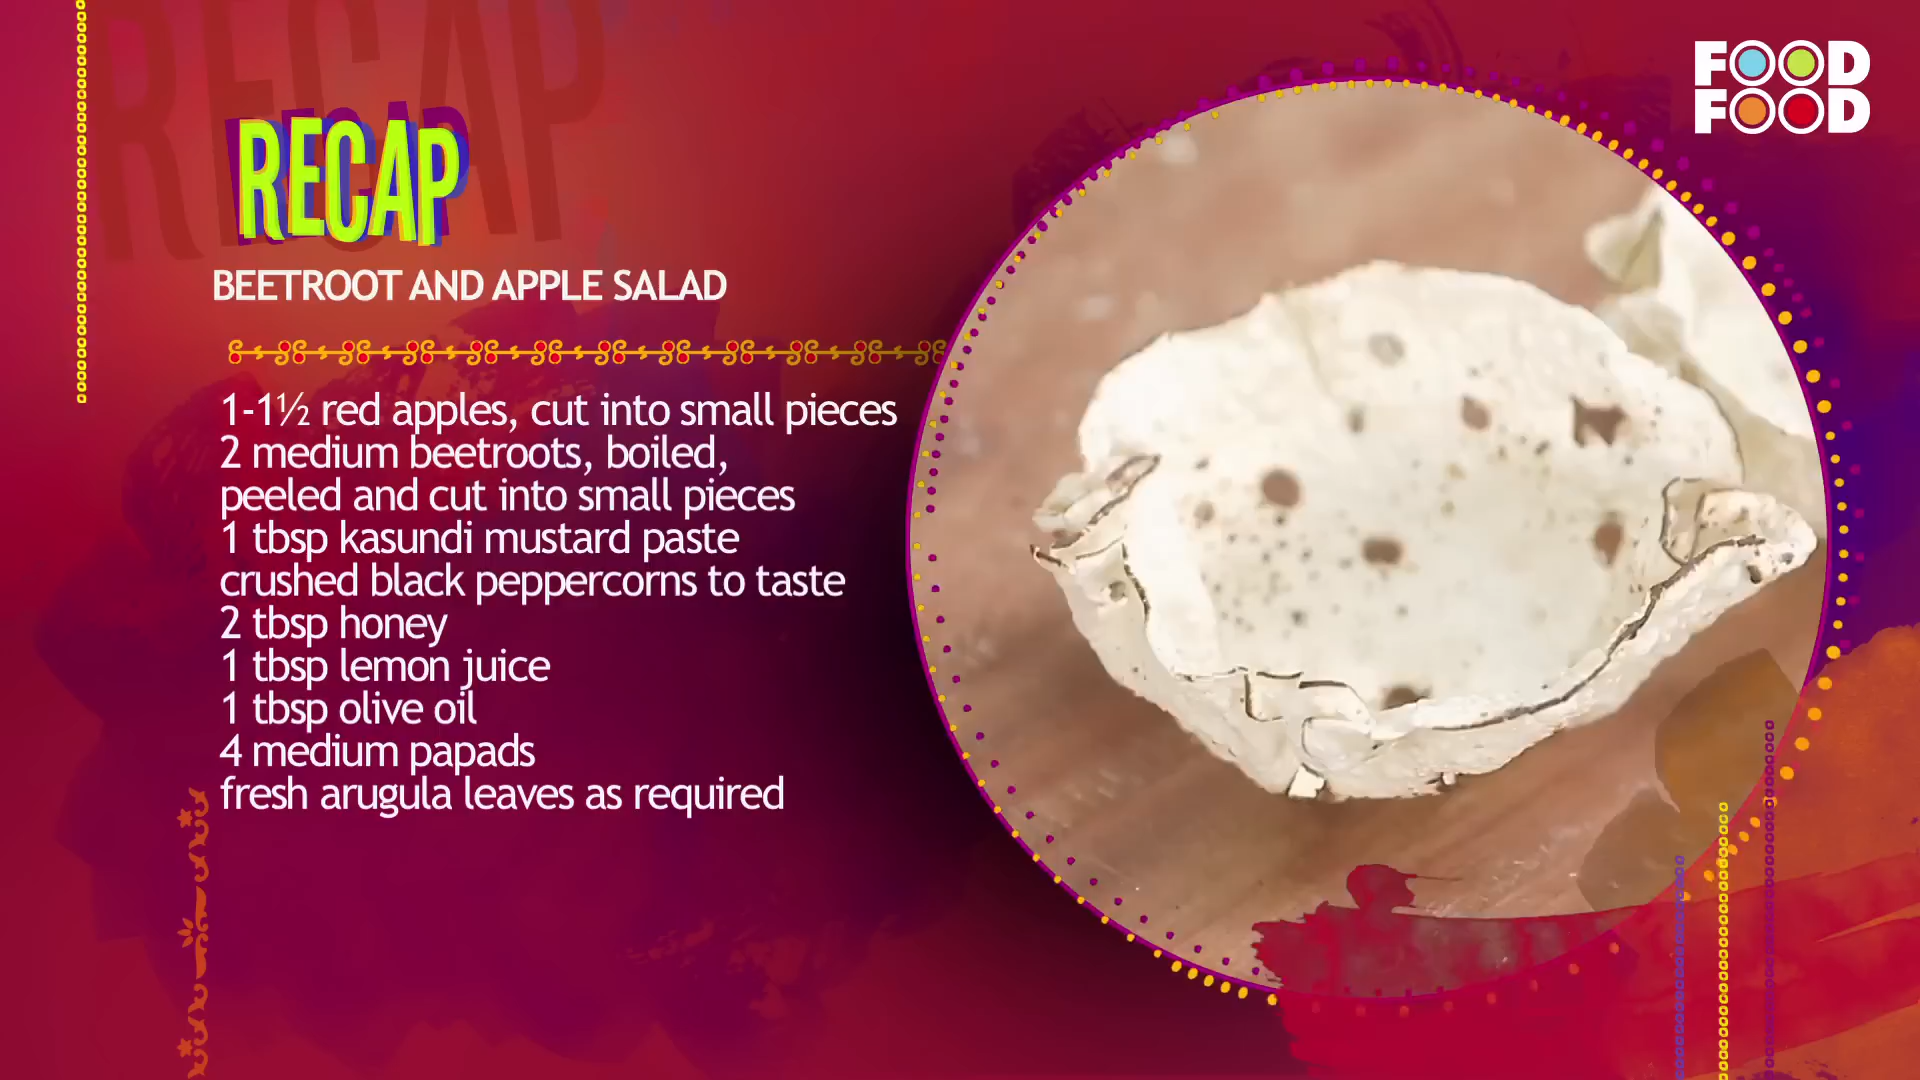 FOOD
FOOD
RECAP
RECAP
BEETROOT AND APPLE SALAD
1-1½ red apples, cut into small pieces
2 medium beetroots, boiled,
peeled and cut into small pieces
1 tbsp kasundi mustard paste
crushed black peppercorns to taste
2 tbsp honey
1 tbsp lemon juice
1 tbsp olive oil
4 medium papads
fresh arugula leaves as required